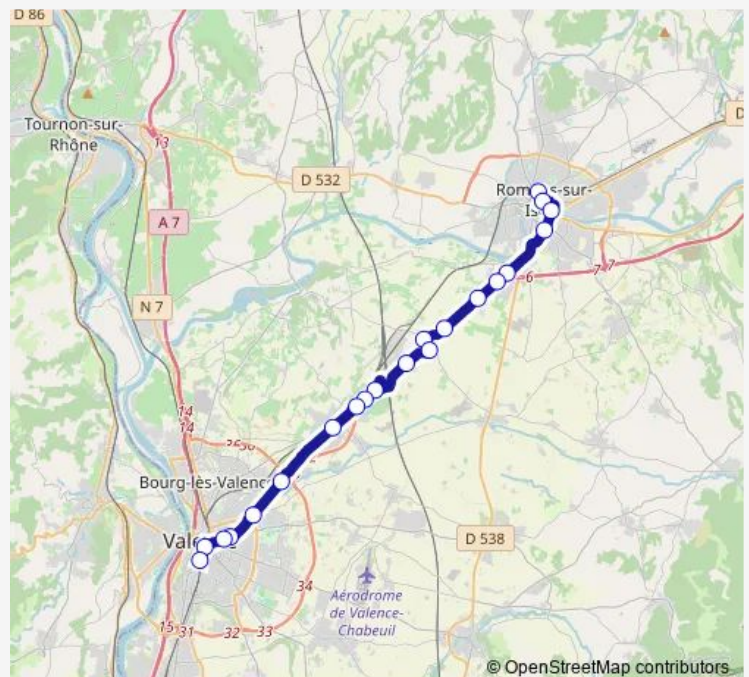 D 86
Tournon-sur-
Rhône
13
D 532
D
A 7
N 7
7
7
6
14
14
Bourg-lès-Valence
D 538
34
Aérodrome
de Valence-
Chabeuil
15
31
32
33
© OpenStreetMap contributors